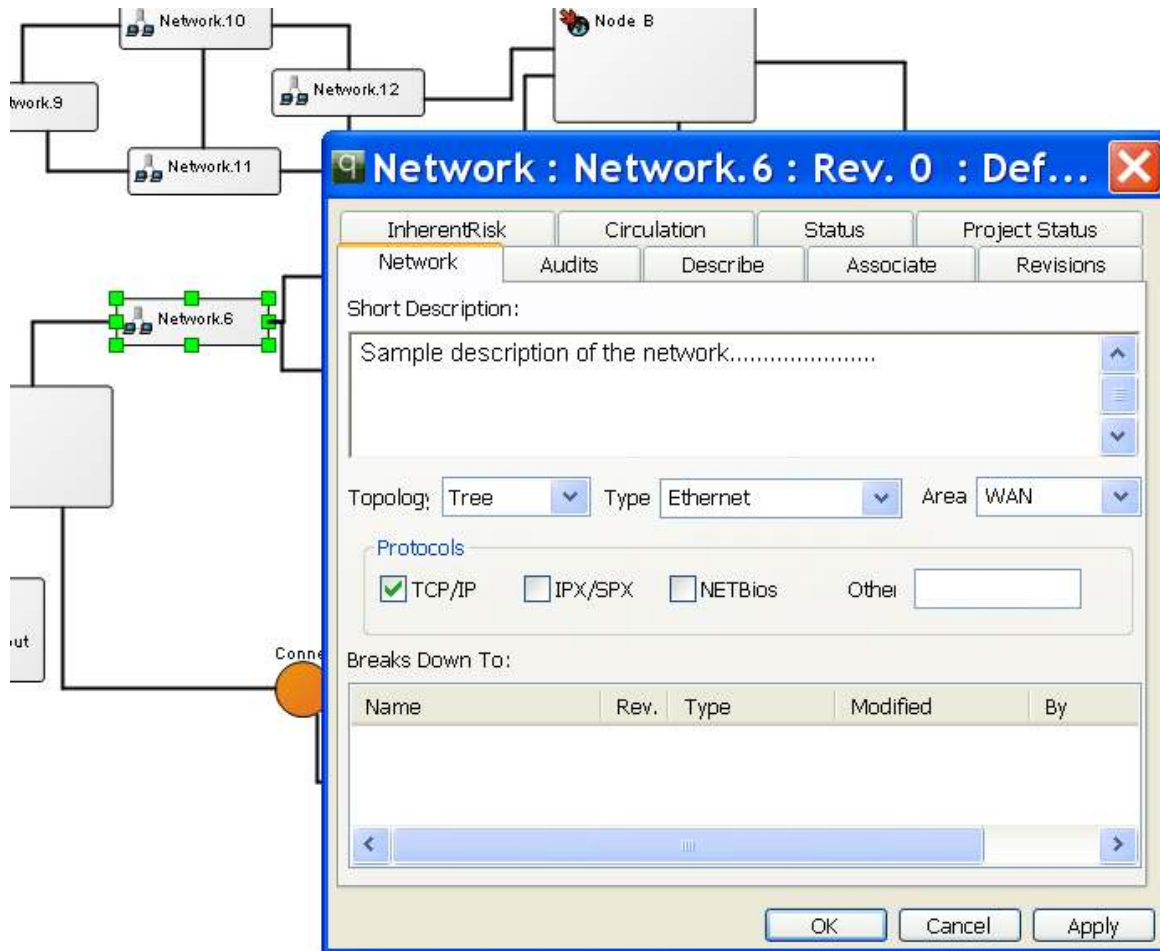 Network.10
Node B
Network.12
twork.9
Network.11
Network : Network.6 : Rev. 0 : Def...
InherentRisk Circulation Status Project Status
Network Audits Describe Associate Revisions
Network.6
Short Description:
Sample description of the network......................
Topology Tree Type Ethernet Area WAN
Protocols
TCP/IP IPX/SPX NETBios Other
out
Conne
Breaks Down To:
Name Rev. Type Modified By
OK Cancel Apply